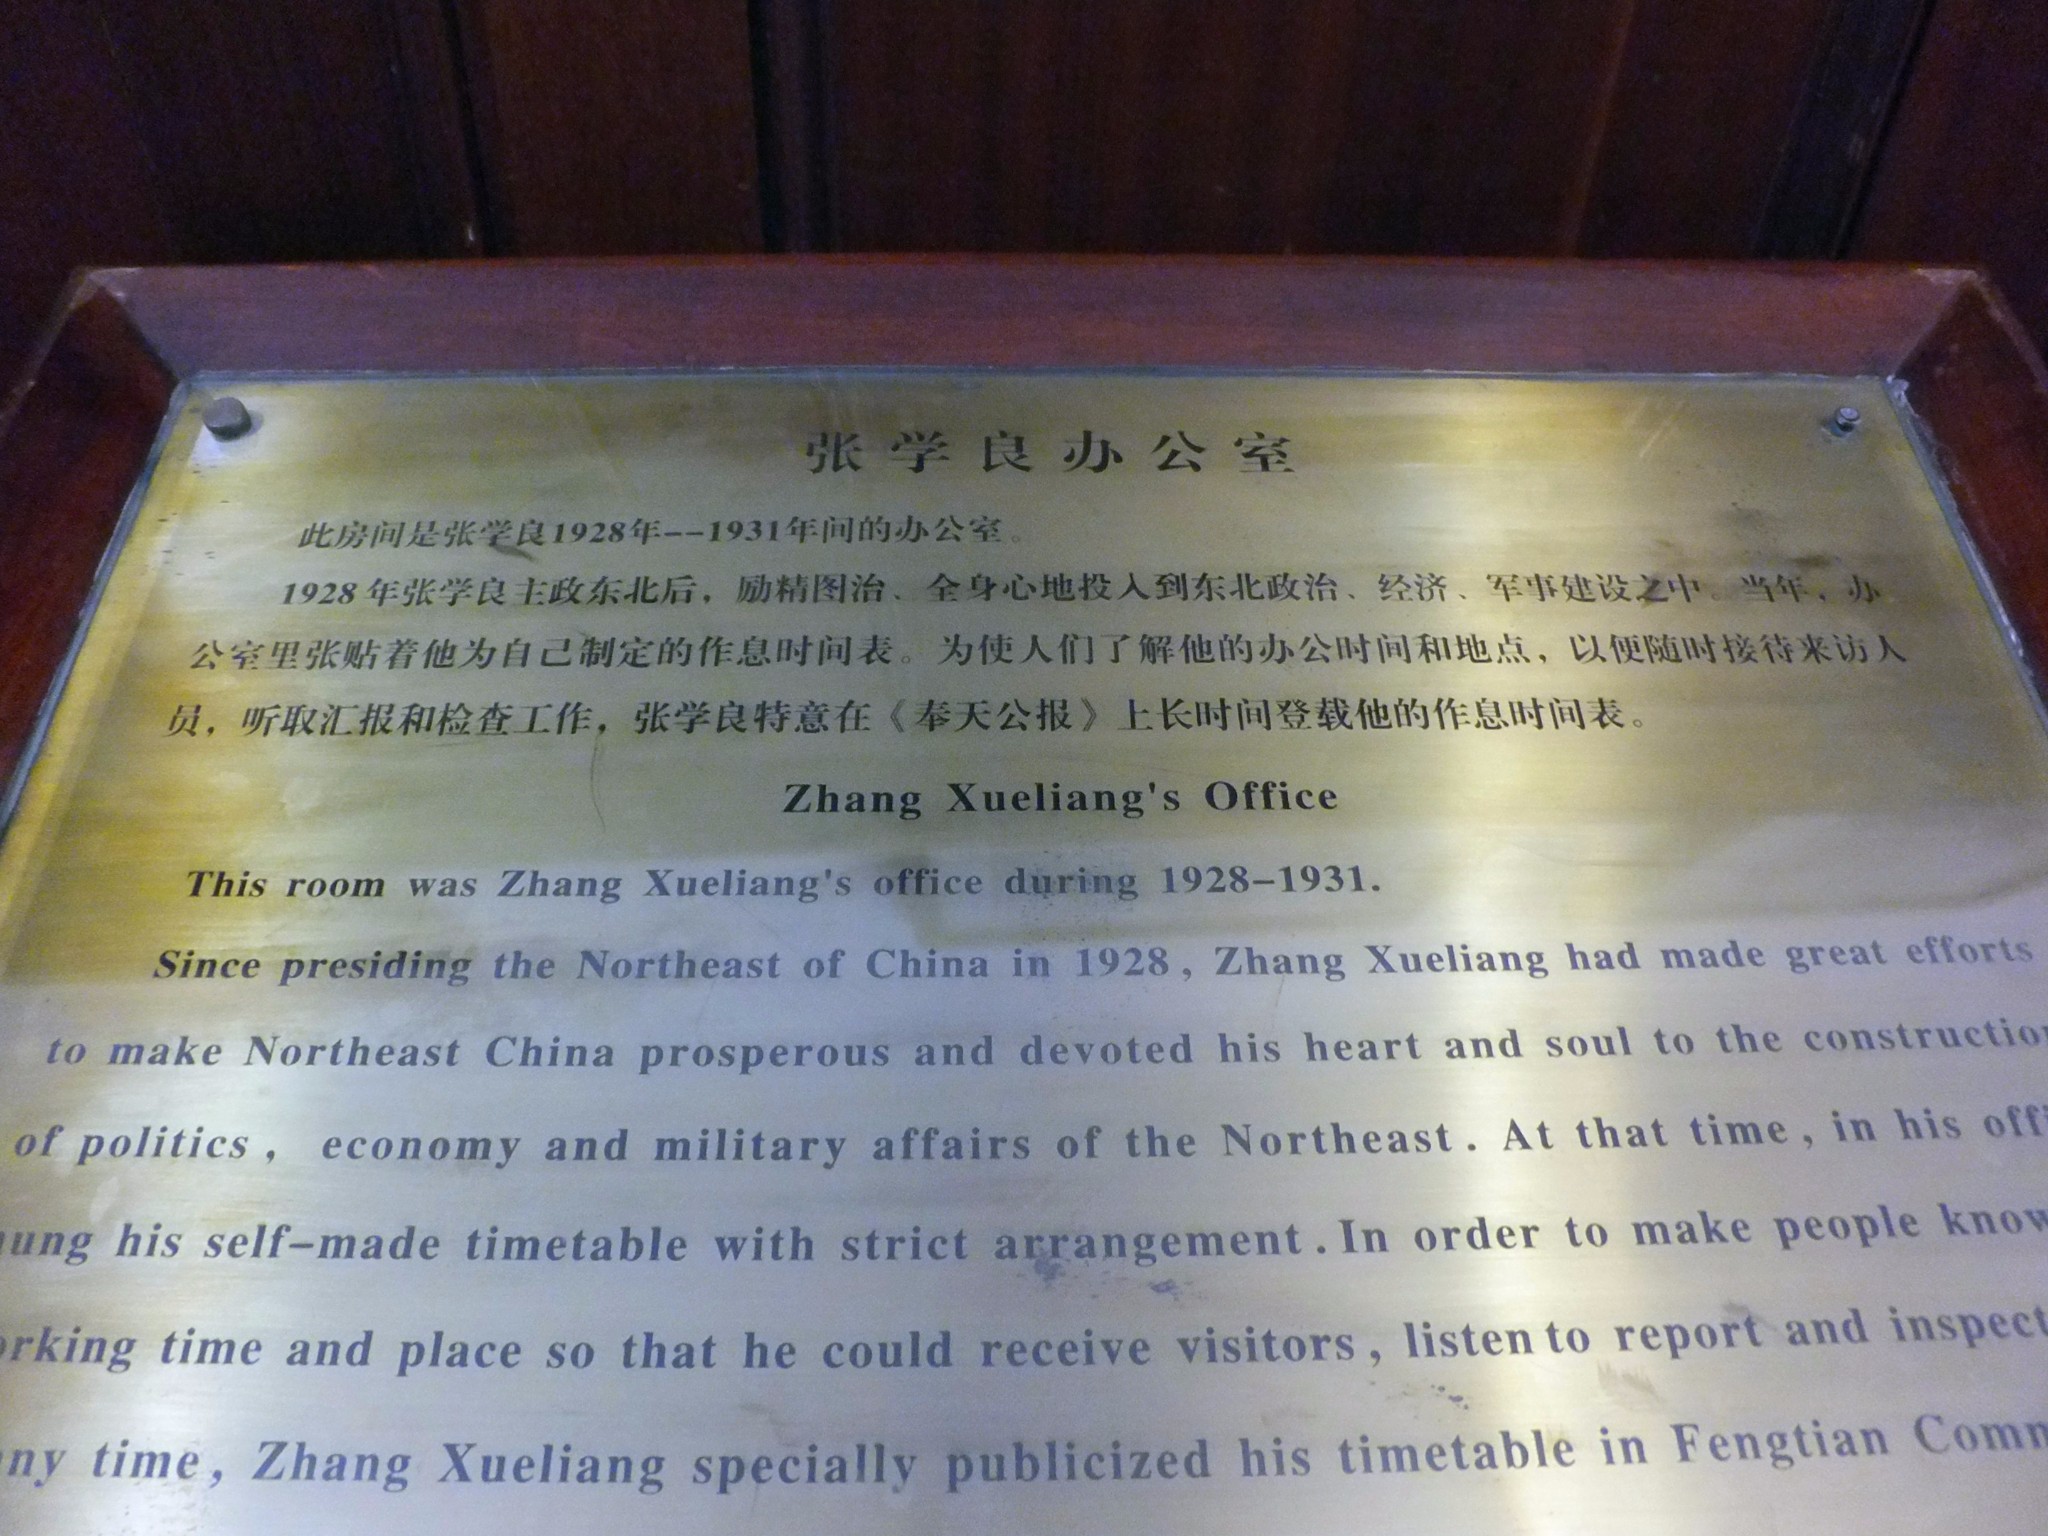 张学良办公室
此房间是张学良1928年--1931年间的办公室。
1928年张学良主政东北后，励精图治、全身心地投入到东北政治、经济、军事建设之中。当年，办
公室里张贴着他为自己制定的作息时间表。为使人们了解他的办公时间和地点，以便随时接待来访人
员，听取汇报和检查工作，张学良特意在《奉天公报》上长时间登载他的作息时间表。
Zhang Xueliang's Office
This room was Zhang Xueliang's office during 1928-1931.
Since presiding the Northeast of China in 1928, Zhang Xueliang had made great efforts
to make Northeast China prosperous and devoted his heart and soul to the
of politics, economy and military affairs of the Northeast. At that time, in his
his self-made timetable with strict arrangement. In order to make people know
time and place so that he could receive visitors, listen to report and inspect
time, Zhang Xueliang specially publicized his timetable in Fengtian